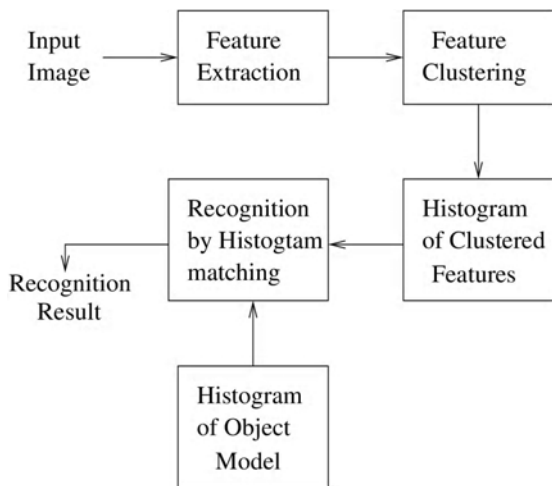 Input
Image
Feature
Extraction
Feature
Clustering
Histogram
of Clustered
Features
Recognition
by Histogtam
matching
Recognition
Result
Histogram
of Object
Model